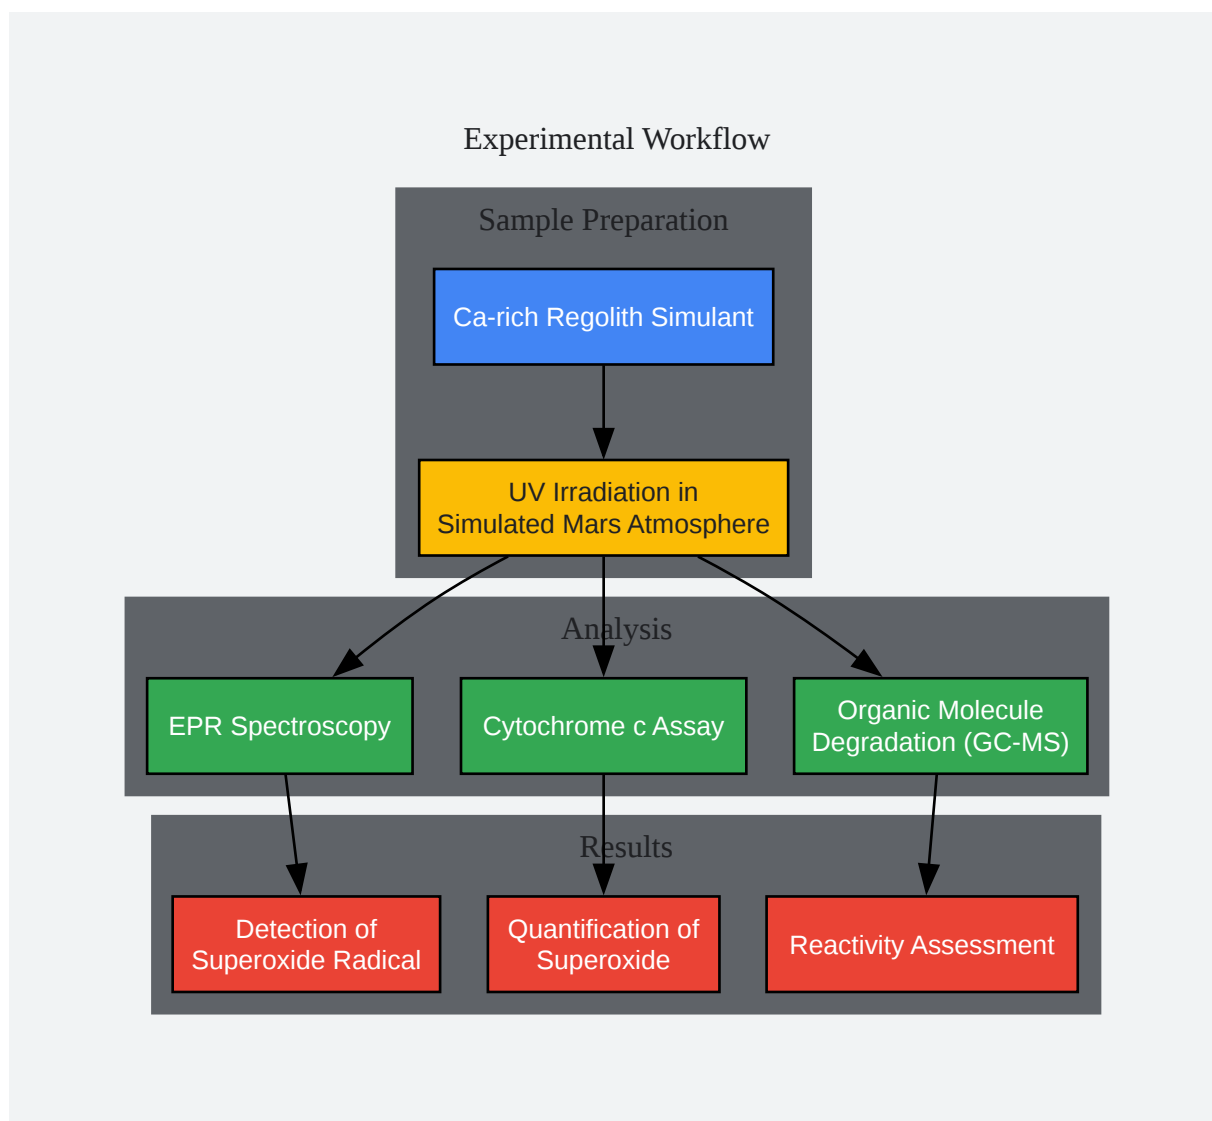 Experimental Workflow
Sample Preparation
Ca-rich Regolith Simulant
UV Irradiation in
Simulated Mars Atmosphere
Analysis
EPR Spectroscopy
Cytochrome c Assay
Organic Molecule
Degradation (GC-MS)
Results
Detection of
Superoxide Radical
Quantification of
Superoxide
Reactivity Assessment